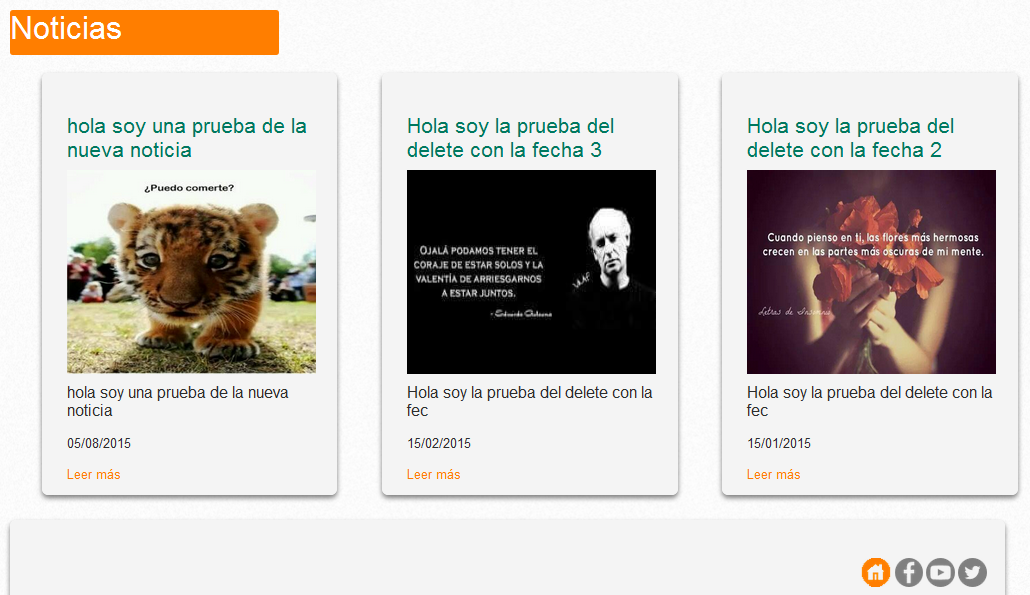 Noticias
hola soy una prueba de la
nueva noticia
¿Puedo comerte?
hola soy una prueba de la nueva
noticia
05/08/2015
Leer más
Hola soy la prueba del
delete con la fecha 3
OJALÁ PODAMOS TENER EL
CORAJE DE ESTAR SOLOS Y LA
VALENTÍA DE ARRIESGARNOS
A ESTAR JUNTOS.
- Eduardo Galeano
Hola soy la prueba del delete con la
fec
15/02/2015
Leer más
Hola soy la prueba del
delete con la fecha 2
Cuando pienso en ti, las flores más hermosas
crecen en las partes más oscuras de mi mente.
Letras de Insomnio
Hola soy la prueba del delete con la
fec
15/01/2015
Leer más